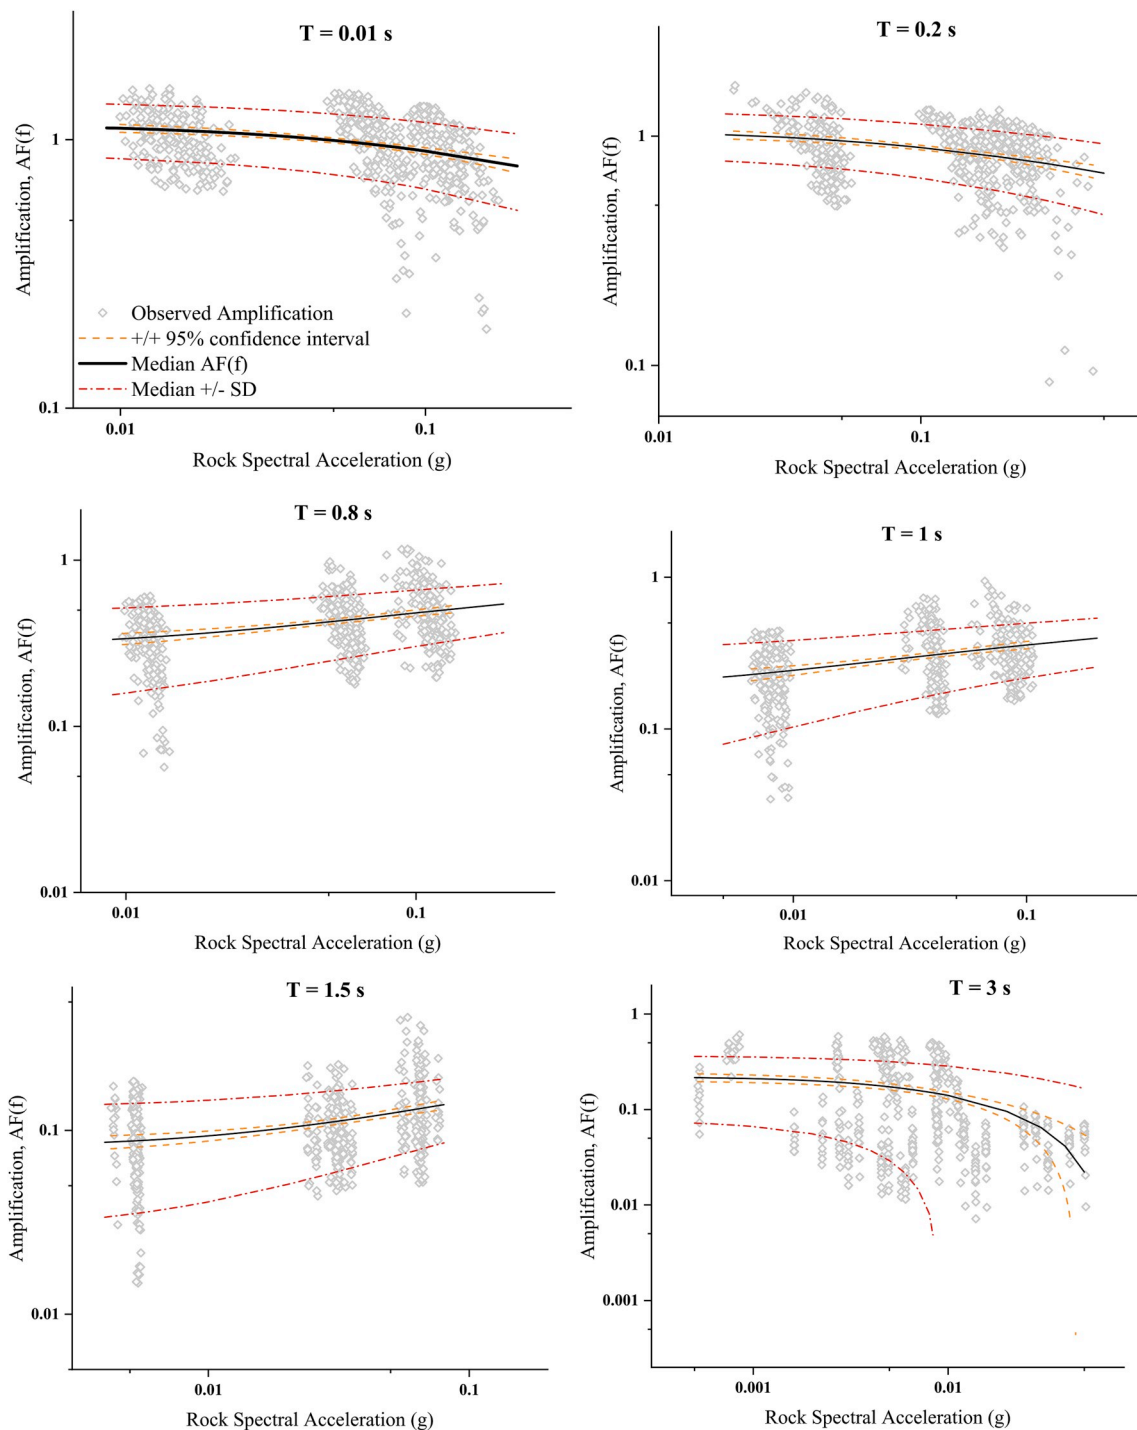 T = 0.01 s
Amplification, AF(f)
1
0.1
Observed Amplification
+/+ 95% confidence interval
Median AF(f)
Median +/- SD
0.01
0.1
Rock Spectral Acceleration (g)
T = 0.2 s
Amplification, AF(f)
1
0.1
0.01
0.1
Rock Spectral Acceleration (g)
T = 0.8 s
Amplification, AF(f)
1
0.1
0.01
0.01
0.1
Rock Spectral Acceleration (g)
T = 1 s
Amplification, AF(f)
1
0.1
0.01
0.01
0.1
Rock Spectral Acceleration (g)
T = 1.5 s
Amplification, AF(f)
0.1
0.01
0.01
0.1
Rock Spectral Acceleration (g)
T = 3 s
Amplification, AF(f)
1
0.1
0.01
0.001
0.001
0.01
Rock Spectral Acceleration (g)